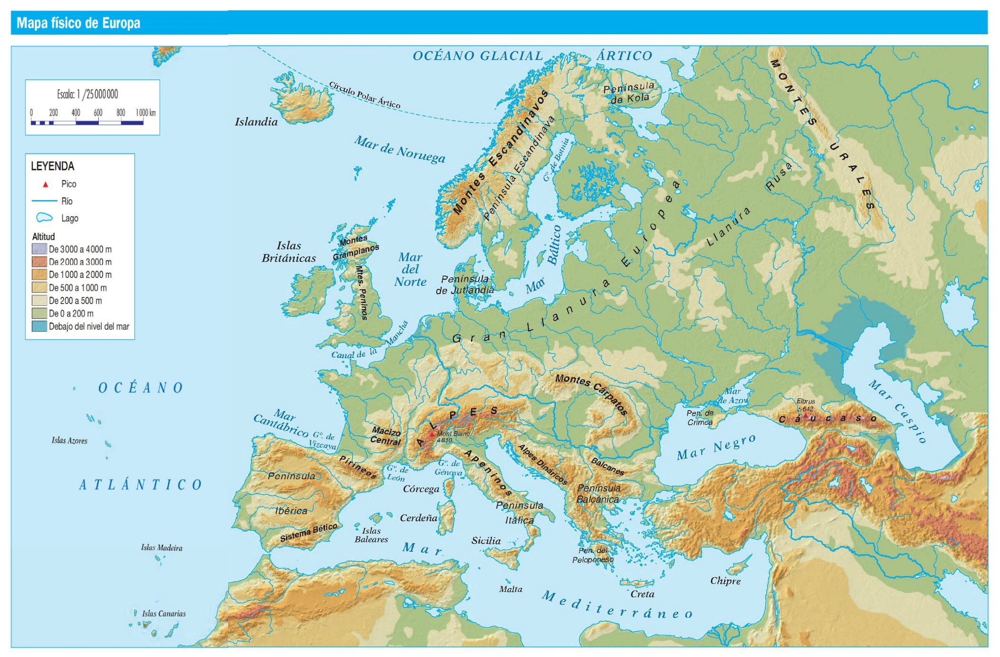 Mapa físico de Europa
Escala: 1 /25 000 000
0 200 400 600 800 1 000 km
LEYENDA
Pico
Río
Lago
Altitud
De 3000 a 4000 m
De 2000 a 3000 m
De 1000 a 2000 m
De 500 a 1000 m
De 200 a 500 m
De 0 a 200 m
Debajo del nivel del mar
OCÉANO GLACIAL ÁRTICO
Círculo Polar Ártico
Islandia
Mar de Noruega
Montes Escandinavos
Península Escandinava
Gº. de Botnia
Península
de Kola
MONTES URALES
Llanura Rusa
Gran Llanura Europea
Islas
Británicas
Montes
Grampianos
Mtes. Peninos
Mar
del
Norte
Península
de Jutlandia
Mar Báltico
Canal de la Mancha
OCÉANO
ATLÁNTICO
Islas Azores
Islas Madeira
Islas Canarias
Mar
Cantábrico
Gº. de
Vizcaya
Macizo
Central
ALPES
Mont Blanc
4810
Montes Cárpatos
Mar
de Azov
Pen. de
Crimea
Elbrus
5642
Cáucaso
Mar Caspio
Mar Negro
Pirineos
Gº. de
León
Gº. de
Génova
Apeninos
Alpes Dináricos
Balcanes
Península
Ibérica
Sistema Bético
Islas
Baleares
Córcega
Cerdeña
Península
Itálica
Península
Balcánica
Sicilia
Pen. del
Peloponeso
Malta
Creta
Chipre
Mar Mediterráneo